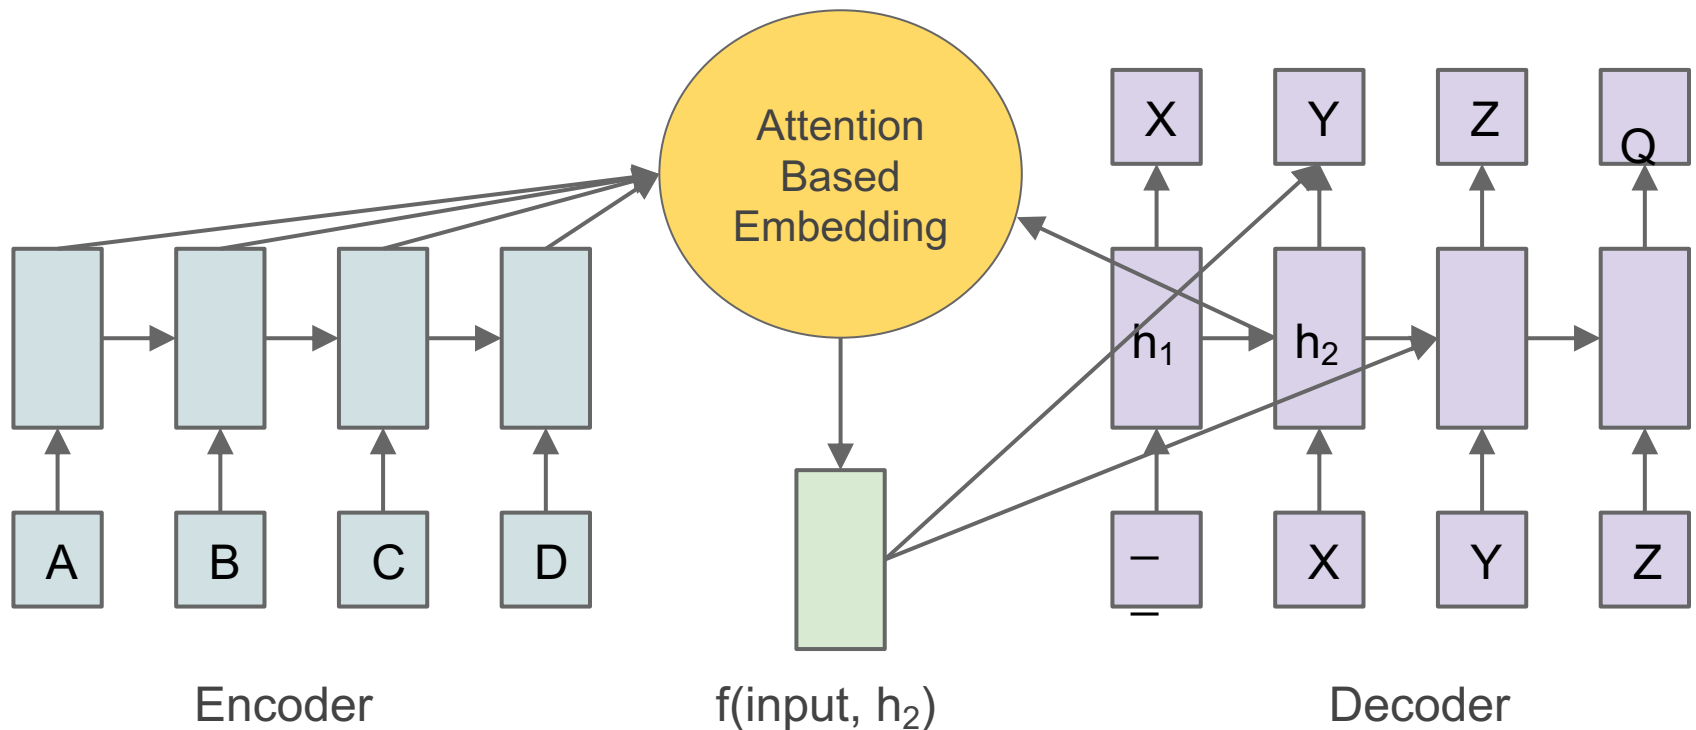 Attention
Based
Embedding
X Y Z Q
h₁ h₂
A B C D
_ X Y Z
_
Encoder
f(input, h₂)
Decoder